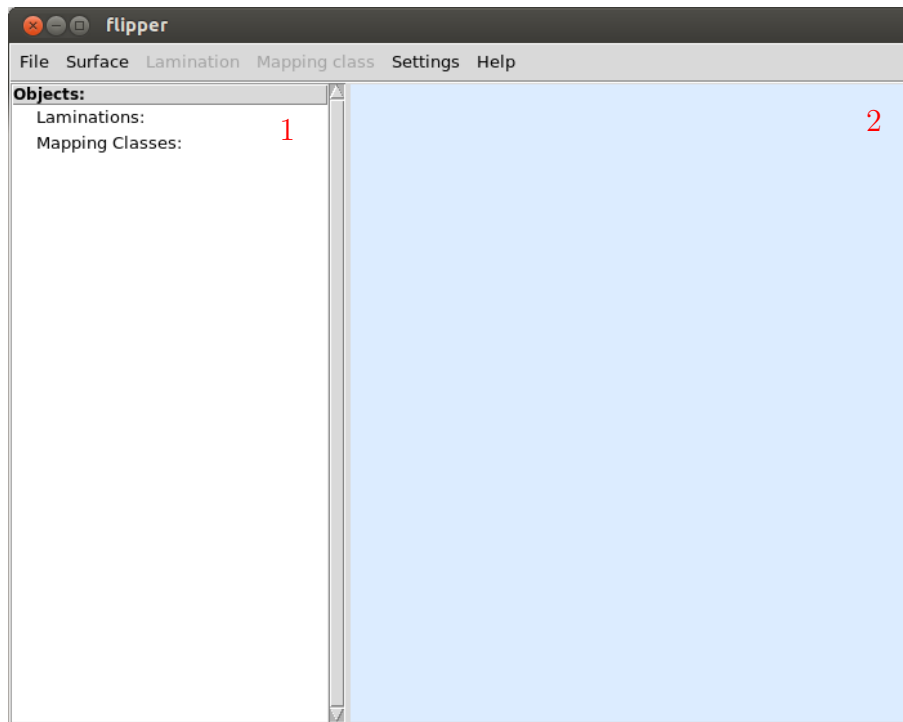 flipper
File Surface Lamination Mapping class Settings Help
Objects:
Laminations:
1
2
Mapping Classes: